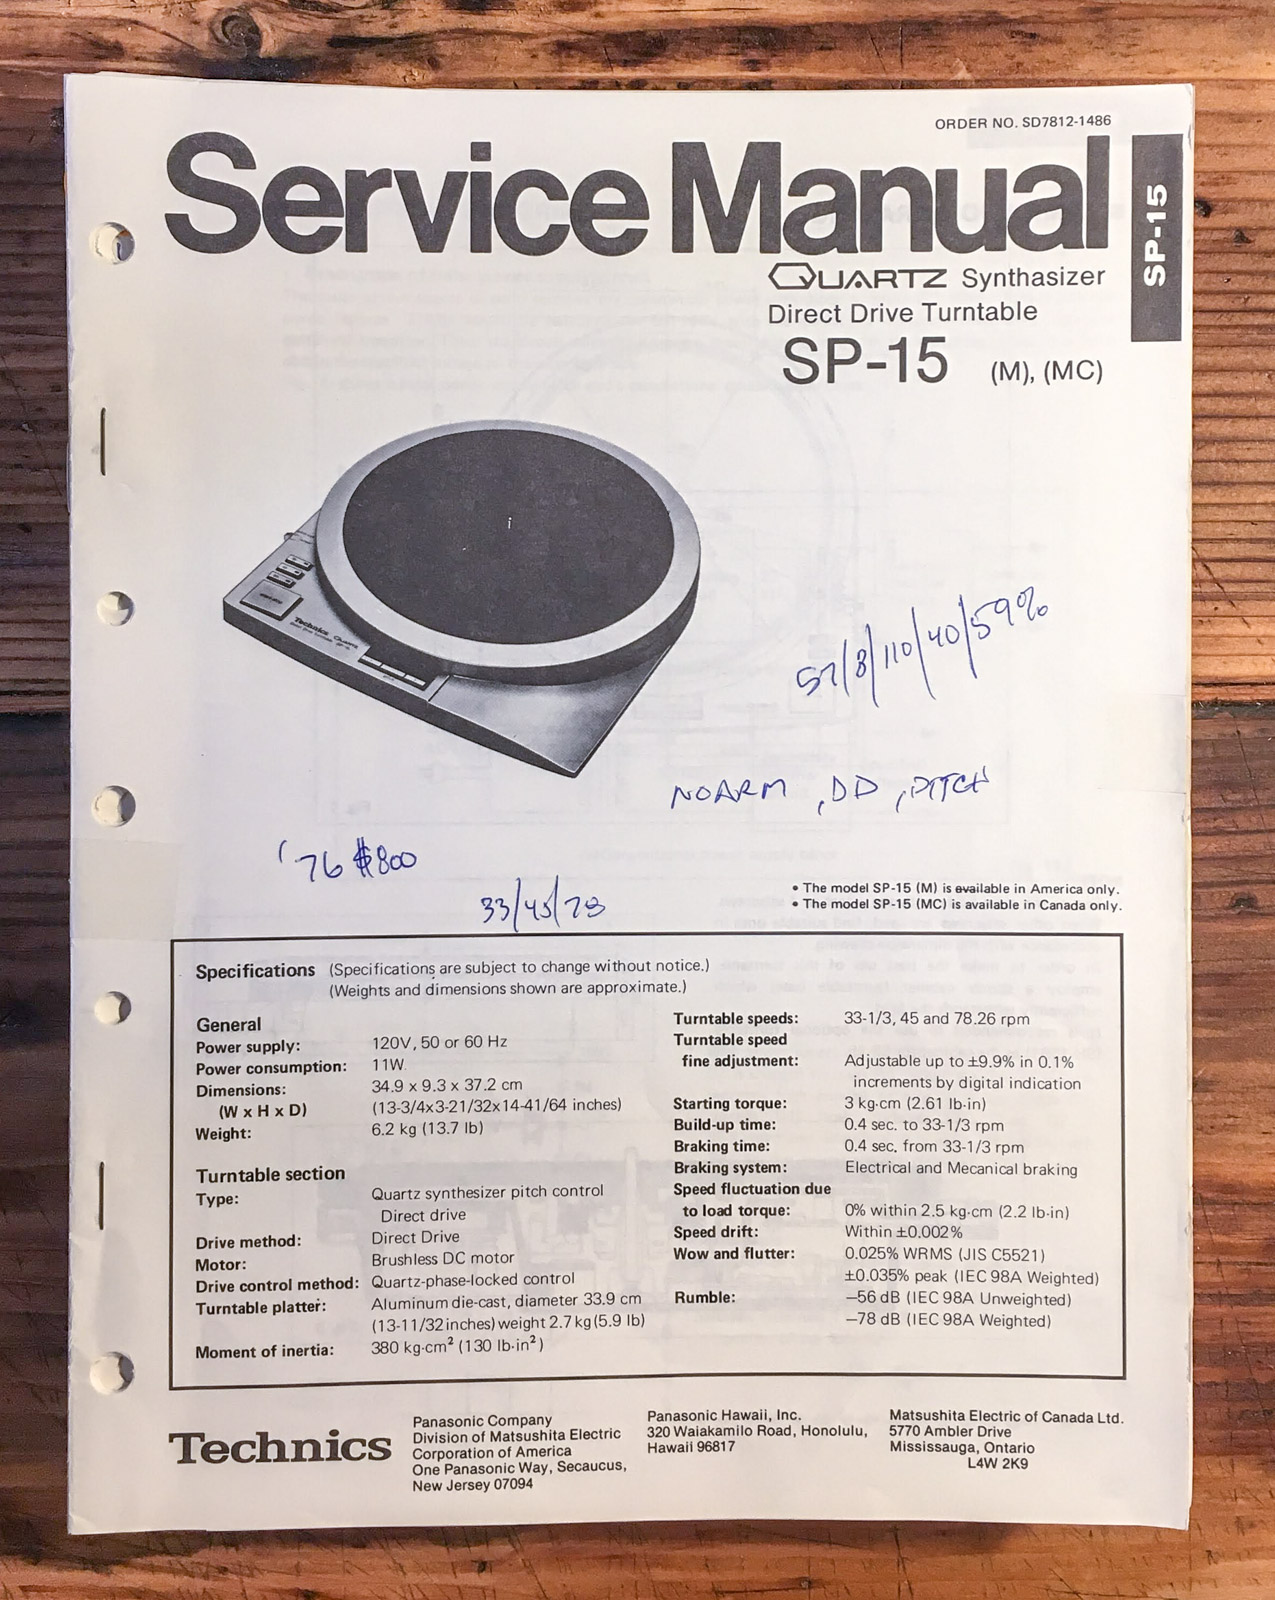 ORDER NO. SD7812-1486
Service Manual
SP-15
QUARTZ Synthasizer
Direct Drive Turntable
SP-15 (M), (MC)
Technics QUARTZ
57/8/110/40/59%
NOARM , DD , PITCH
'76 $800
33/45/78
• The model SP-15 (M) is available in America only.
• The model SP-15 (MC) is available in Canada only.
Specifications (Specifications are subject to change without notice.)
(Weights and dimensions shown are approximate.)
General
Power supply: 120V, 50 or 60 Hz
Power consumption: 11W
Dimensions: 34.9 x 9.3 x 37.2 cm
(W x H x D) (13-3/4x3-21/32x14-41/64 inches)
Weight: 6.2 kg (13.7 lb)
Turntable section
Type: Quartz synthesizer pitch control
Direct drive
Drive method: Direct Drive
Motor: Brushless DC motor
Drive control method: Quartz-phase-locked control
Turntable platter: Aluminum die-cast, diameter 33.9 cm
(13-11/32 inches) weight 2.7 kg (5.9 lb)
Moment of inertia: 380 kg·cm² (130 lb·in²)
Turntable speeds: 33-1/3, 45 and 78.26 rpm
Turntable speed
fine adjustment: Adjustable up to ±9.9% in 0.1%
increments by digital indication
Starting torque: 3 kg·cm (2.61 lb·in)
Build-up time: 0.4 sec. to 33-1/3 rpm
Braking time: 0.4 sec. from 33-1/3 rpm
Braking system: Electrical and Mecanical braking
Speed fluctuation due
to load torque: 0% within 2.5 kg·cm (2.2 lb·in)
Speed drift: Within ±0.002%
Wow and flutter: 0.025% WRMS (JIS C5521)
±0.035% peak (IEC 98A Weighted)
Rumble: —56 dB (IEC 98A Unweighted)
—78 dB (IEC 98A Weighted)
Technics
Panasonic Company
Division of Matsushita Electric
Corporation of America
One Panasonic Way, Secaucus,
New Jersey 07094
Panasonic Hawaii, Inc.
320 Waiakamilo Road, Honolulu,
Hawaii 96817
Matsushita Electric of Canada Ltd.
5770 Ambler Drive
Mississauga, Ontario
L4W 2K9